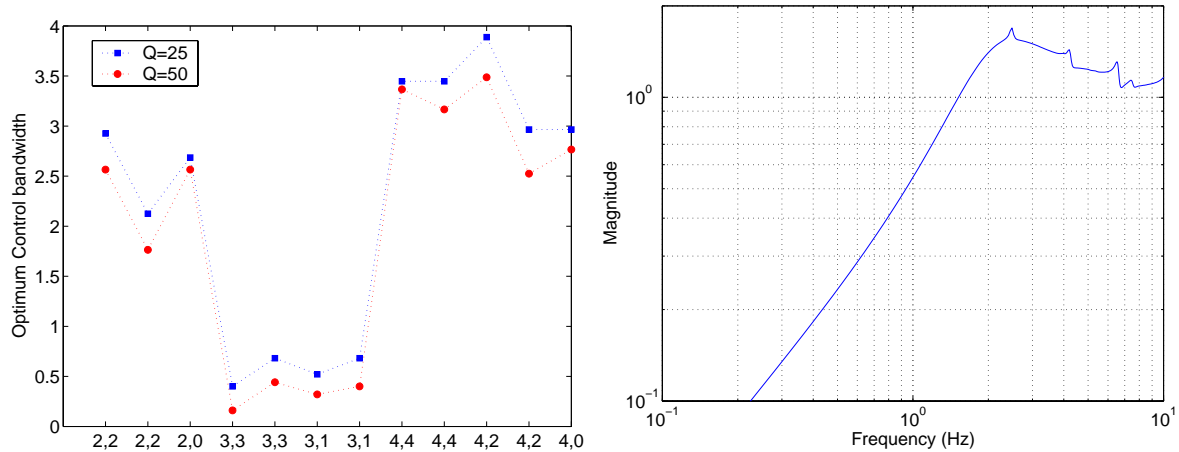 4
3.5
3
2.5
2
1.5
1
0.5
0
Optimum Control bandwidth
Q=25
Q=50
2,2 2,2 2,0 3,3 3,3 3,1 3,1 4,4 4,4 4,2 4,2 4,0
10^0
10^-1
Magnitude
10^-1 10^0 10^1
Frequency (Hz)